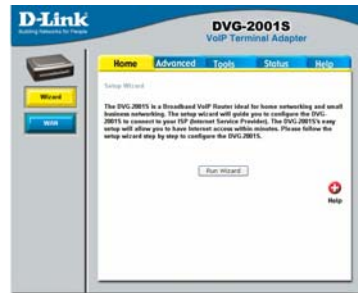 D-Link
Building Networks for People
DVG-2001S
VoIP Terminal Adapter
Home Advanced Tools Status Help
Wizard
WAN
Setup Wizard
The DVG-2001S is a Broadband VoIP Router ideal for home networking and small
business networking. The setup wizard will guide you to configure the DVG-
2001S to connect to your ISP (Internet Service Provider). The DVG-2001S's easy
setup will allow you to have Internet access within minutes. Please follow the
setup wizard step by step to configure the DVG-2001S.
Run Wizard
Help